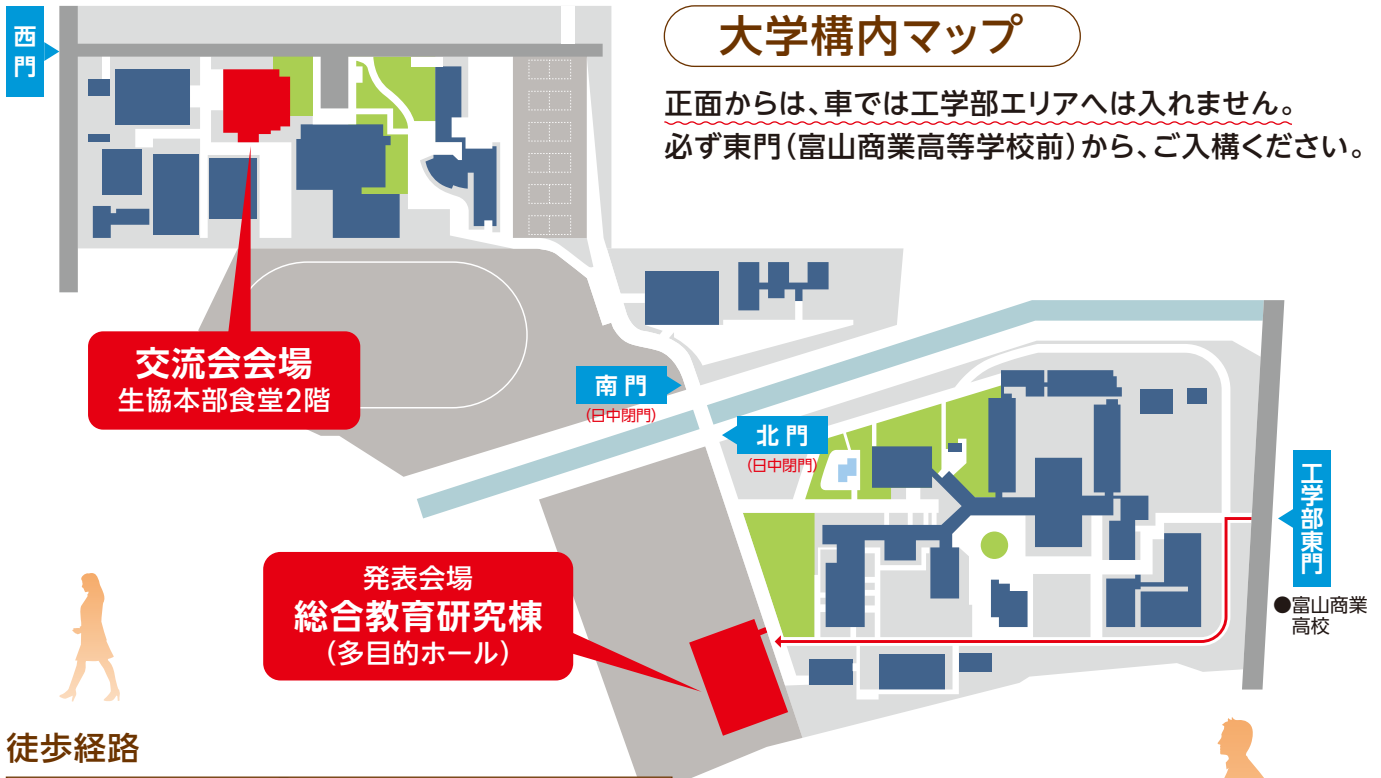 西門
大学構内マップ
正面からは、車では工学部エリアへは入れません。
必ず東門(富山商業高等学校前)から、ご入構ください。
交流会会場
生協本部食堂2階
南門
(日中閉門)
北門
(日中閉門)
工学部東門
●富山商業
高校
発表会場
総合教育研究棟
(多目的ホール)
徒歩経路